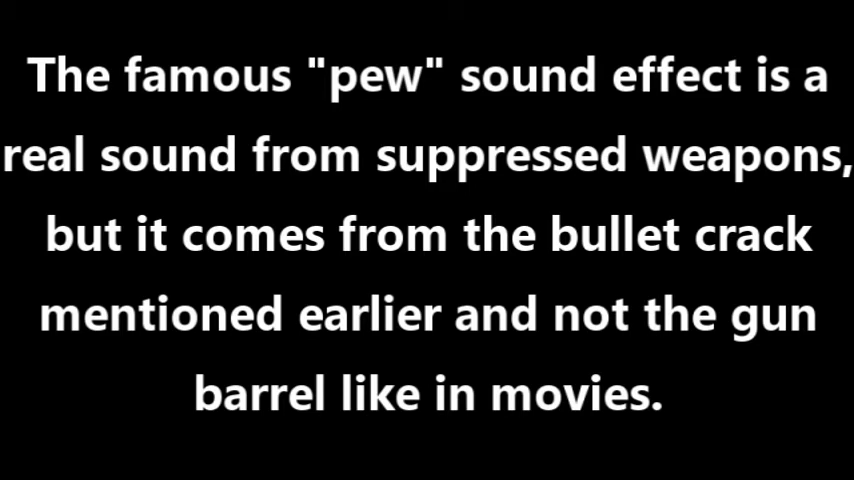 The famous "pew" sound effect is a
real sound from suppressed weapons,
but it comes from the bullet crack
mentioned earlier and not the gun
barrel like in movies.